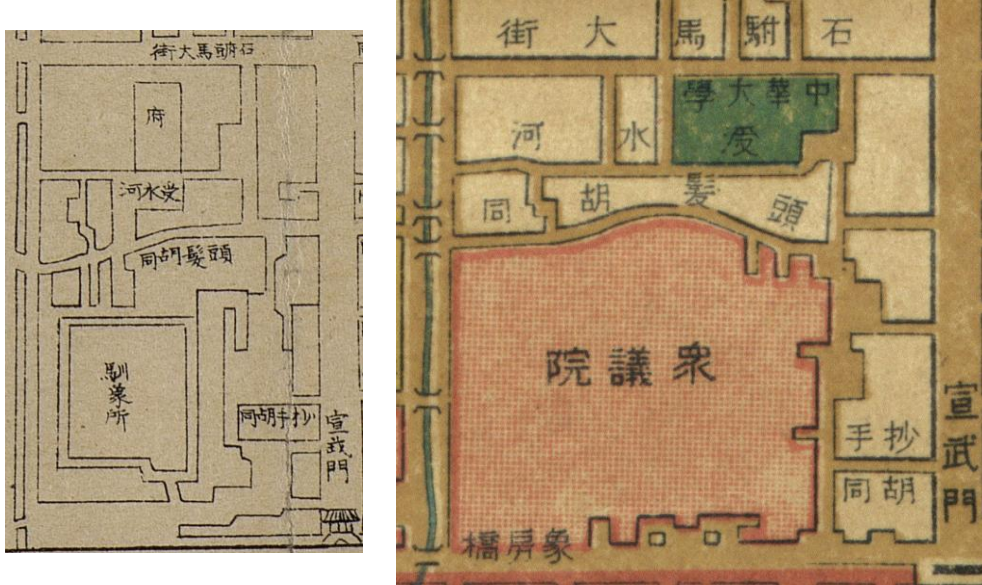 石駙馬大街
府
受水河
頭髮胡同
馴象所
抄手胡同
宣武門
石駙馬大街
中華大學
受水河
頭髮胡同
衆議院
抄手
胡同
宣武門
象房橋